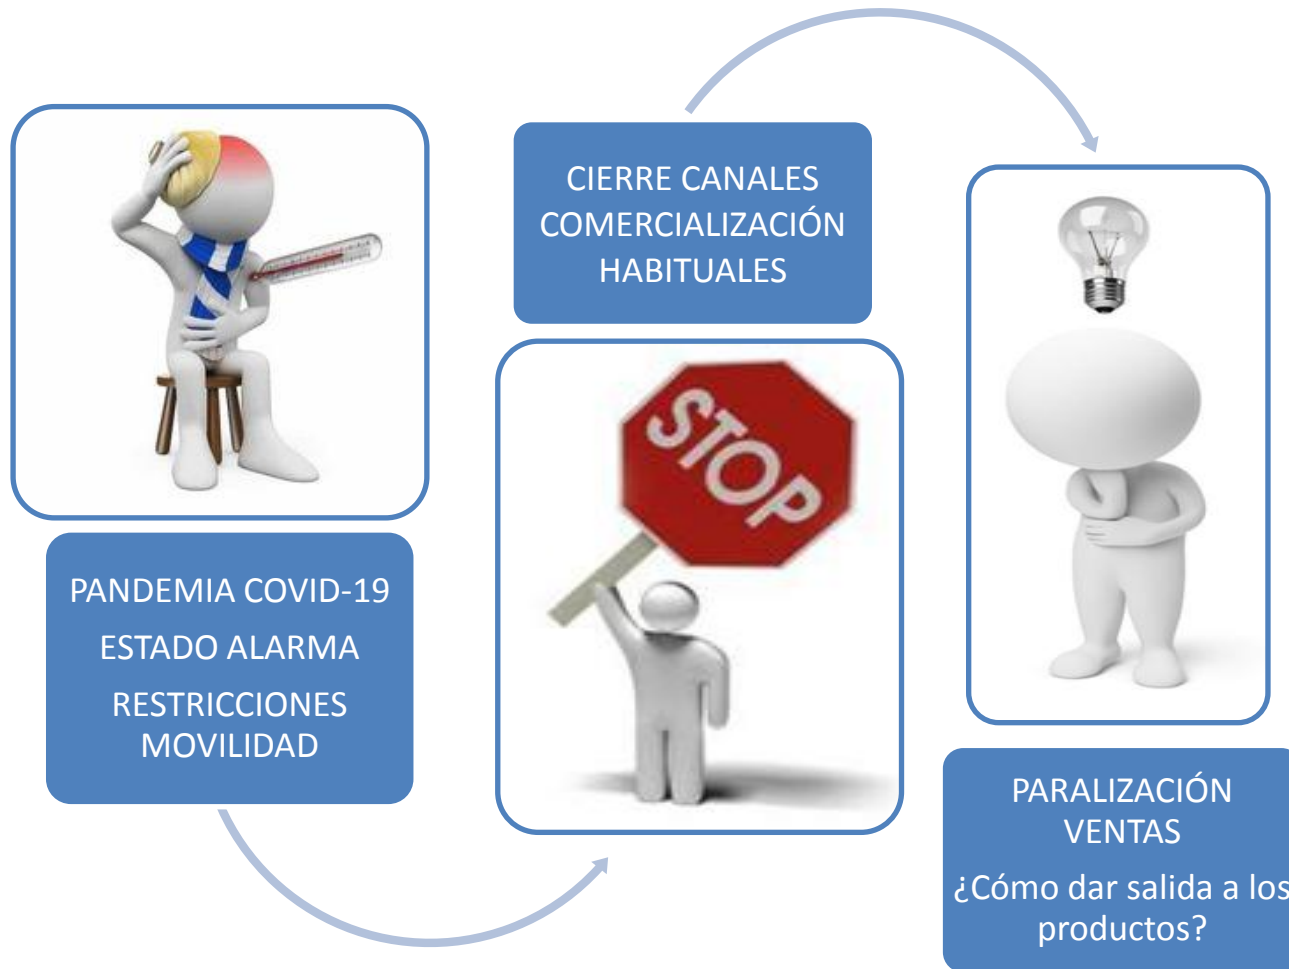 PANDEMIA COVID-19
ESTADO ALARMA
RESTRICCIONES
MOVILIDAD
CIERRE CANALES
COMERCIALIZACIÓN
HABITUALES
STOP
PARALIZACIÓN
VENTAS
¿Cómo dar salida a los
productos?